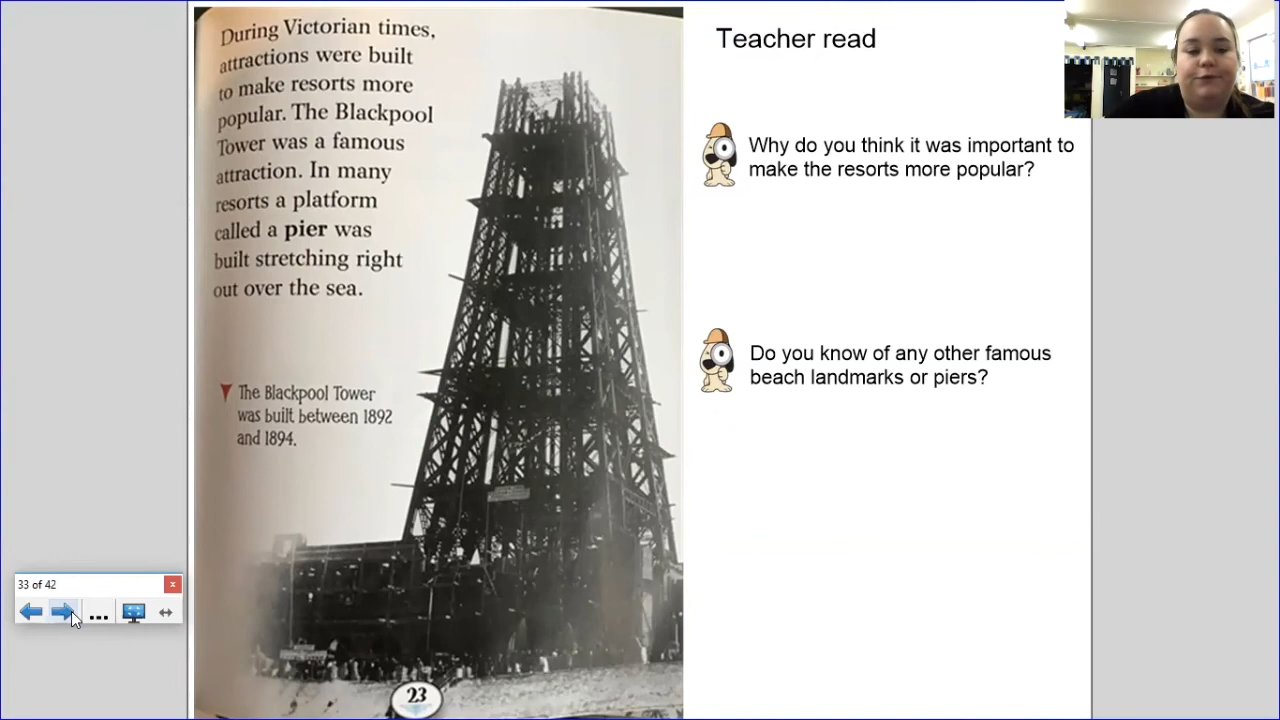 During Victorian times,
attractions were built
to make resorts more
popular. The Blackpool
Tower was a famous
attraction. In many
resorts a platform
called a pier was
built stretching right
out over the sea.
The Blackpool Tower
was built between 1892
and 1894.
23
Teacher read
Why do you think it was important to
make the resorts more popular?
Do you know of any other famous
beach landmarks or piers?
33 of 42